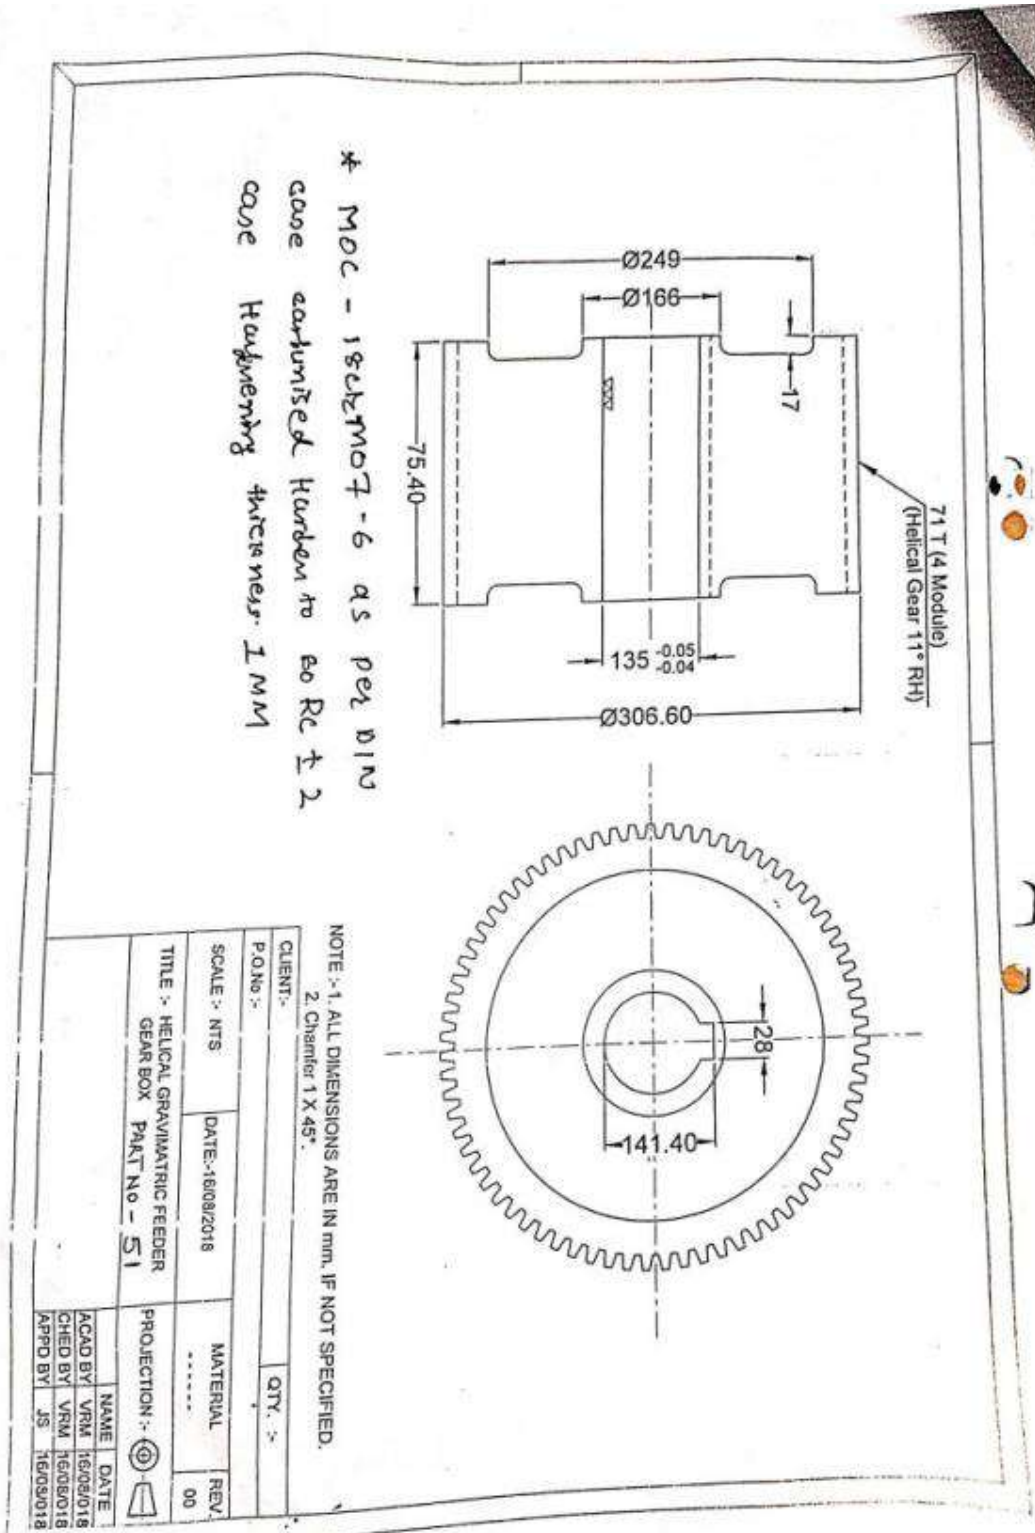 71 T (4 Module)
(Helical Gear 11° RH)
Ø249
Ø166
17
75.40
135 -0.05 -0.04
Ø306.60
28
141.40
* MOC - 18crNiMO7-6 as per DIN
case carburised Harden to 80 Rc ± 2
case Hardnening thickness. 1 MM
NOTE :- 1. ALL DIMENSIONS ARE IN mm. IF NOT SPECIFIED.
2. Chamfer 1 X 45°.
CLIENT:-
P.O.No :-
QTY. :-
SCALE :- NTS
DATE:-16/08/2018
MATERIAL
------
REV.
00
TITLE :- HELICAL GRAVIMATRIC FEEDER
GEAR BOX PART No - 51
PROJECTION :-
NAME DATE
ACAD BY VRM 16/08/018
CHED BY VRM 16/08/018
APPD BY JS 16/08/018